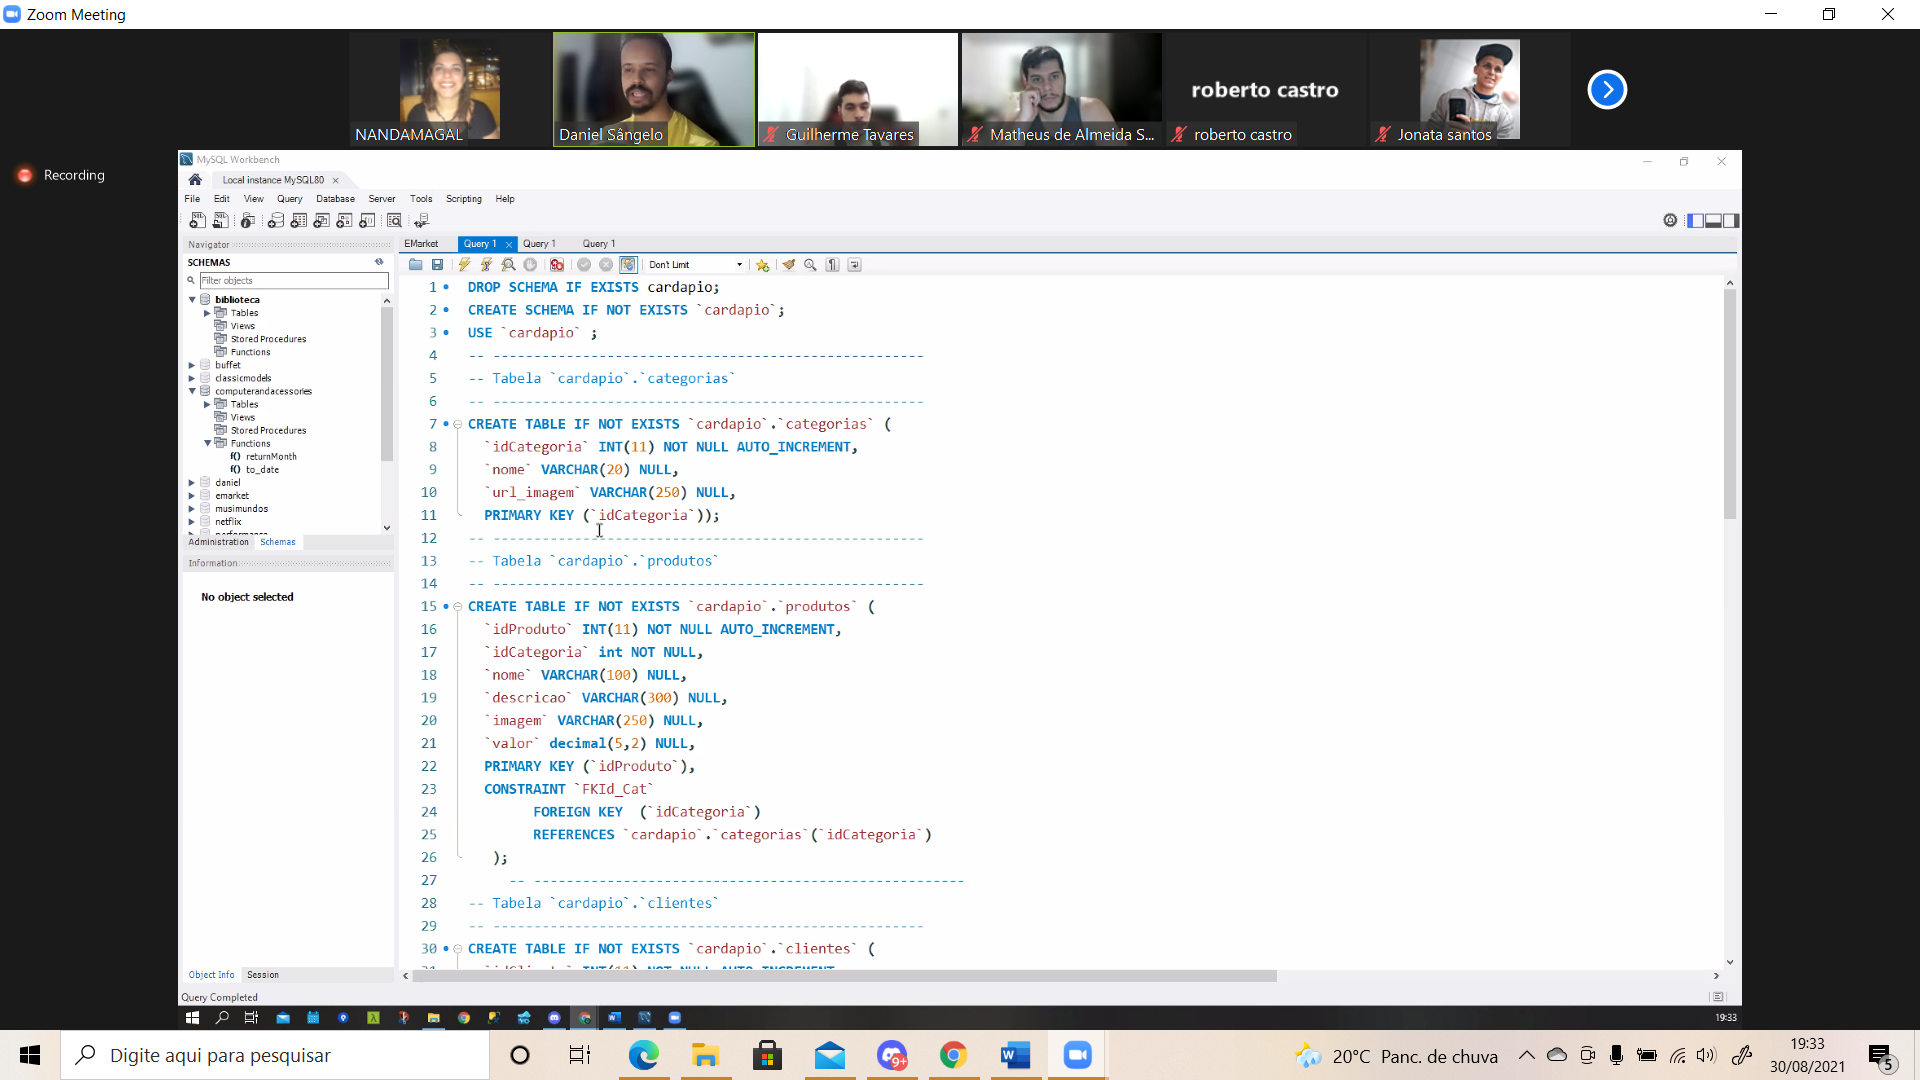 Zoom Meeting
NANDAMAGAL
Daniel Sângelo
Guilherme Tavares
Matheus de Almeida S...
roberto castro
roberto castro
Jonata santos
Recording
MySQL Workbench
Local instance MySQL80
File Edit View Query Database Server Tools Scripting Help
Navigator
SCHEMAS
Filter objects
biblioteca
Tables
Views
Stored Procedures
Functions
buffet
classicmodels
computerandacessories
Tables
Views
Stored Procedures
Functions
f() returnMonth
f() to_date
daniel
emarket
musimundos
netflix
Administration Schemas
Information
No object selected
Object Info Session
Query Completed
EMarket Query 1 Query 1 Query 1
Don't Limit
1 DROP SCHEMA IF EXISTS cardapio;
2 CREATE SCHEMA IF NOT EXISTS `cardapio`;
3 USE `cardapio` ;
4 -- -----------------------------------------------------
5 -- Tabela `cardapio`.`categorias`
6 -- -----------------------------------------------------
7 CREATE TABLE IF NOT EXISTS `cardapio`.`categorias` (
8 `idCategoria` INT(11) NOT NULL AUTO_INCREMENT,
9 `nome` VARCHAR(20) NULL,
10 `url_imagem` VARCHAR(250) NULL,
11 PRIMARY KEY (`idCategoria`));
12 -- -----------------------------------------------------
13 -- Tabela `cardapio`.`produtos`
14 -- -----------------------------------------------------
15 CREATE TABLE IF NOT EXISTS `cardapio`.`produtos` (
16 `idProduto` INT(11) NOT NULL AUTO_INCREMENT,
17 `idCategoria` int NOT NULL,
18 `nome` VARCHAR(100) NULL,
19 `descricao` VARCHAR(300) NULL,
20 `imagem` VARCHAR(250) NULL,
21 `valor` decimal(5,2) NULL,
22 PRIMARY KEY (`idProduto`),
23 CONSTRAINT `FKId_Cat`
24 FOREIGN KEY (`idCategoria`)
25 REFERENCES `cardapio`.`categorias`(`idCategoria`)
26 );
27 -- -----------------------------------------------------
28 -- Tabela `cardapio`.`clientes`
29 -- -----------------------------------------------------
30 CREATE TABLE IF NOT EXISTS `cardapio`.`clientes` (
19:33
Digite aqui para pesquisar
9+
20°C Panc. de chuva
19:33
30/08/2021
5